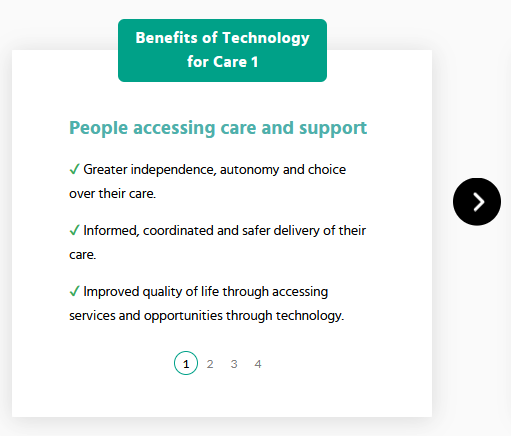 Benefits of Technology
for Care 1
People accessing care and support
✓ Greater independence, autonomy and choice
over their care.
✓ Informed, coordinated and safer delivery of their
care.
✓ Improved quality of life through accessing
services and opportunities through technology.
1 2 3 4